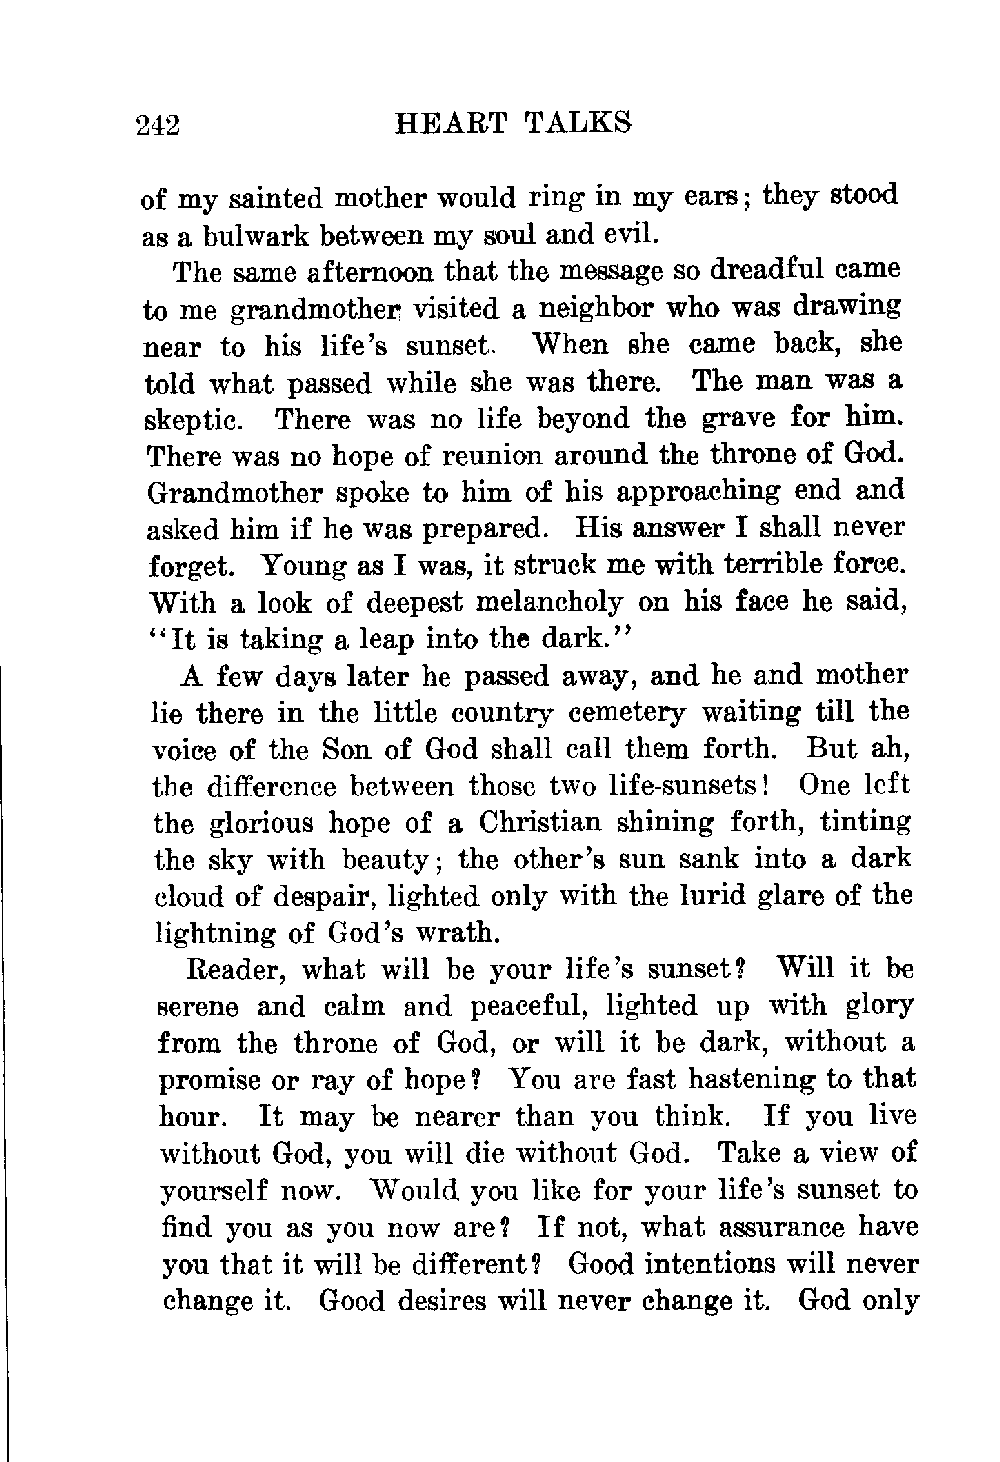 242 HEART TALKS
of my sainted mother would ring in my ears; they stood
as a bulwark between my soul and evil.
The same afternoon that the message so dreadful came
to me grandmother visited a neighbor who was drawing
near to his life's sunset. When she came back, she
told what passed while she was there. The man was a
skeptic. There was no life beyond the grave for him.
There was no hope of reunion around the throne of God.
Grandmother spoke to him of his approaching end and
asked him if he was prepared. His answer I shall never
forget. Young as I was, it struck me with terrible force.
With a look of deepest melancholy on his face he said,
"It is taking a leap into the dark."
A few days later he passed away, and he and mother
lie there in the little country cemetery waiting till the
voice of the Son of God shall call them forth. But ah,
the difference between those two life-sunsets! One left
the glorious hope of a Christian shining forth, tinting
the sky with beauty; the other's sun sank into a dark
cloud of despair, lighted only with the lurid glare of the
lightning of God's wrath.
Reader, what will be your life's sunset? Will it be
serene and calm and peaceful, lighted up with glory
from the throne of God, or will it be dark, without a
promise or ray of hope? You are fast hastening to that
hour. It may be nearer than you think. If you live
without God, you will die without God. Take a view of
yourself now. Would you like for your life's sunset to
find you as you now are? If not, what assurance have
you that it will be different? Good intentions will never
change it. Good desires will never change it. God only